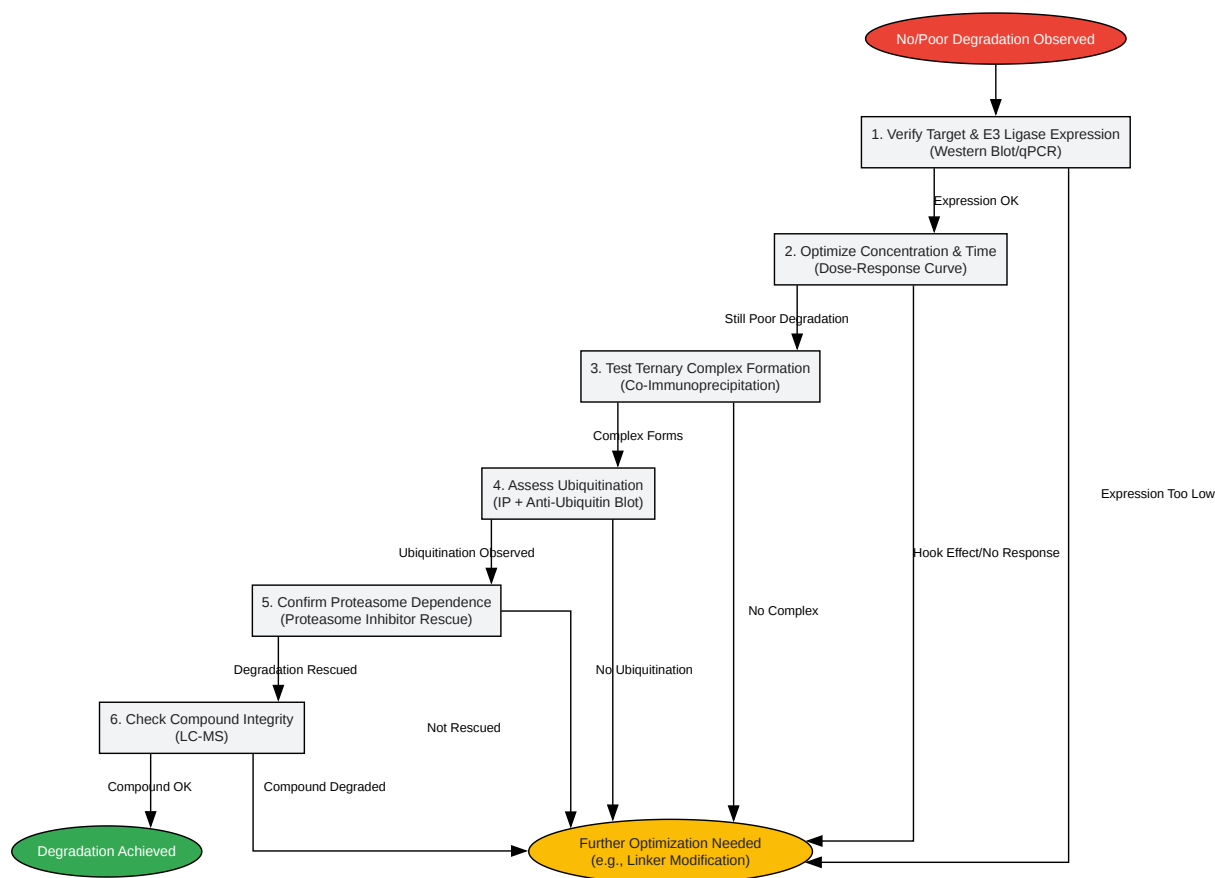 No/Poor Degradation Observed
1. Verify Target & E3 Ligase Expression
(Western Blot/qPCR)
Expression OK
2. Optimize Concentration & Time
(Dose-Response Curve)
Still Poor Degradation
3. Test Ternary Complex Formation
(Co-Immunoprecipitation)
Complex Forms
4. Assess Ubiquitination
(IP + Anti-Ubiquitin Blot)
Expression Too Low
Ubiquitination Observed
Hook Effect/No Response
5. Confirm Proteasome Dependence
(Proteasome Inhibitor Rescue)
No Complex
Degradation Rescued
No Ubiquitination
6. Check Compound Integrity
(LC-MS)
Not Rescued
Compound OK
Compound Degraded
Degradation Achieved
Further Optimization Needed
(e.g., Linker Modification)